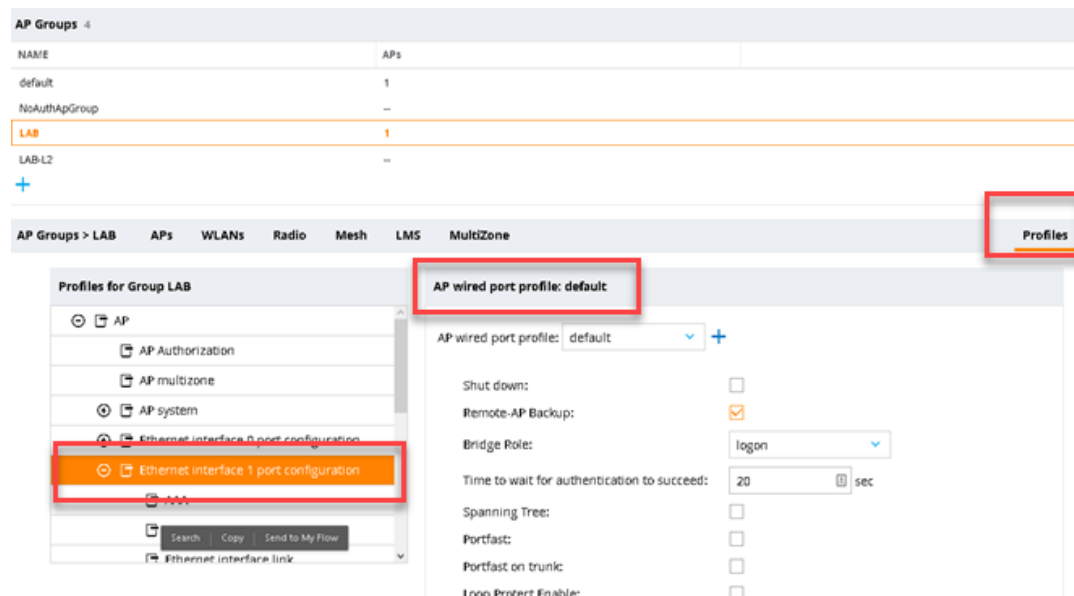 AP Groups 4
NAME APs
default 1
NoAuthApGroup --
LAB 1
LAB-L2 --
+
AP Groups > LAB APs WLANs Radio Mesh LMS MultiZone Profiles
Profiles for Group LAB
AP
AP Authorization
AP multizone
AP system
Ethernet interface 0 port configuration
Ethernet interface 1 port configuration
AAA
Search | Copy | Send to My Flow
Ethernet interface link
AP wired port profile: default
AP wired port profile: default +
Shut down:
Remote-AP Backup:
Bridge Role: logon
Time to wait for authentication to succeed: 20 sec
Spanning Tree:
Portfast:
Portfast on trunk:
Loop Protect Enable: